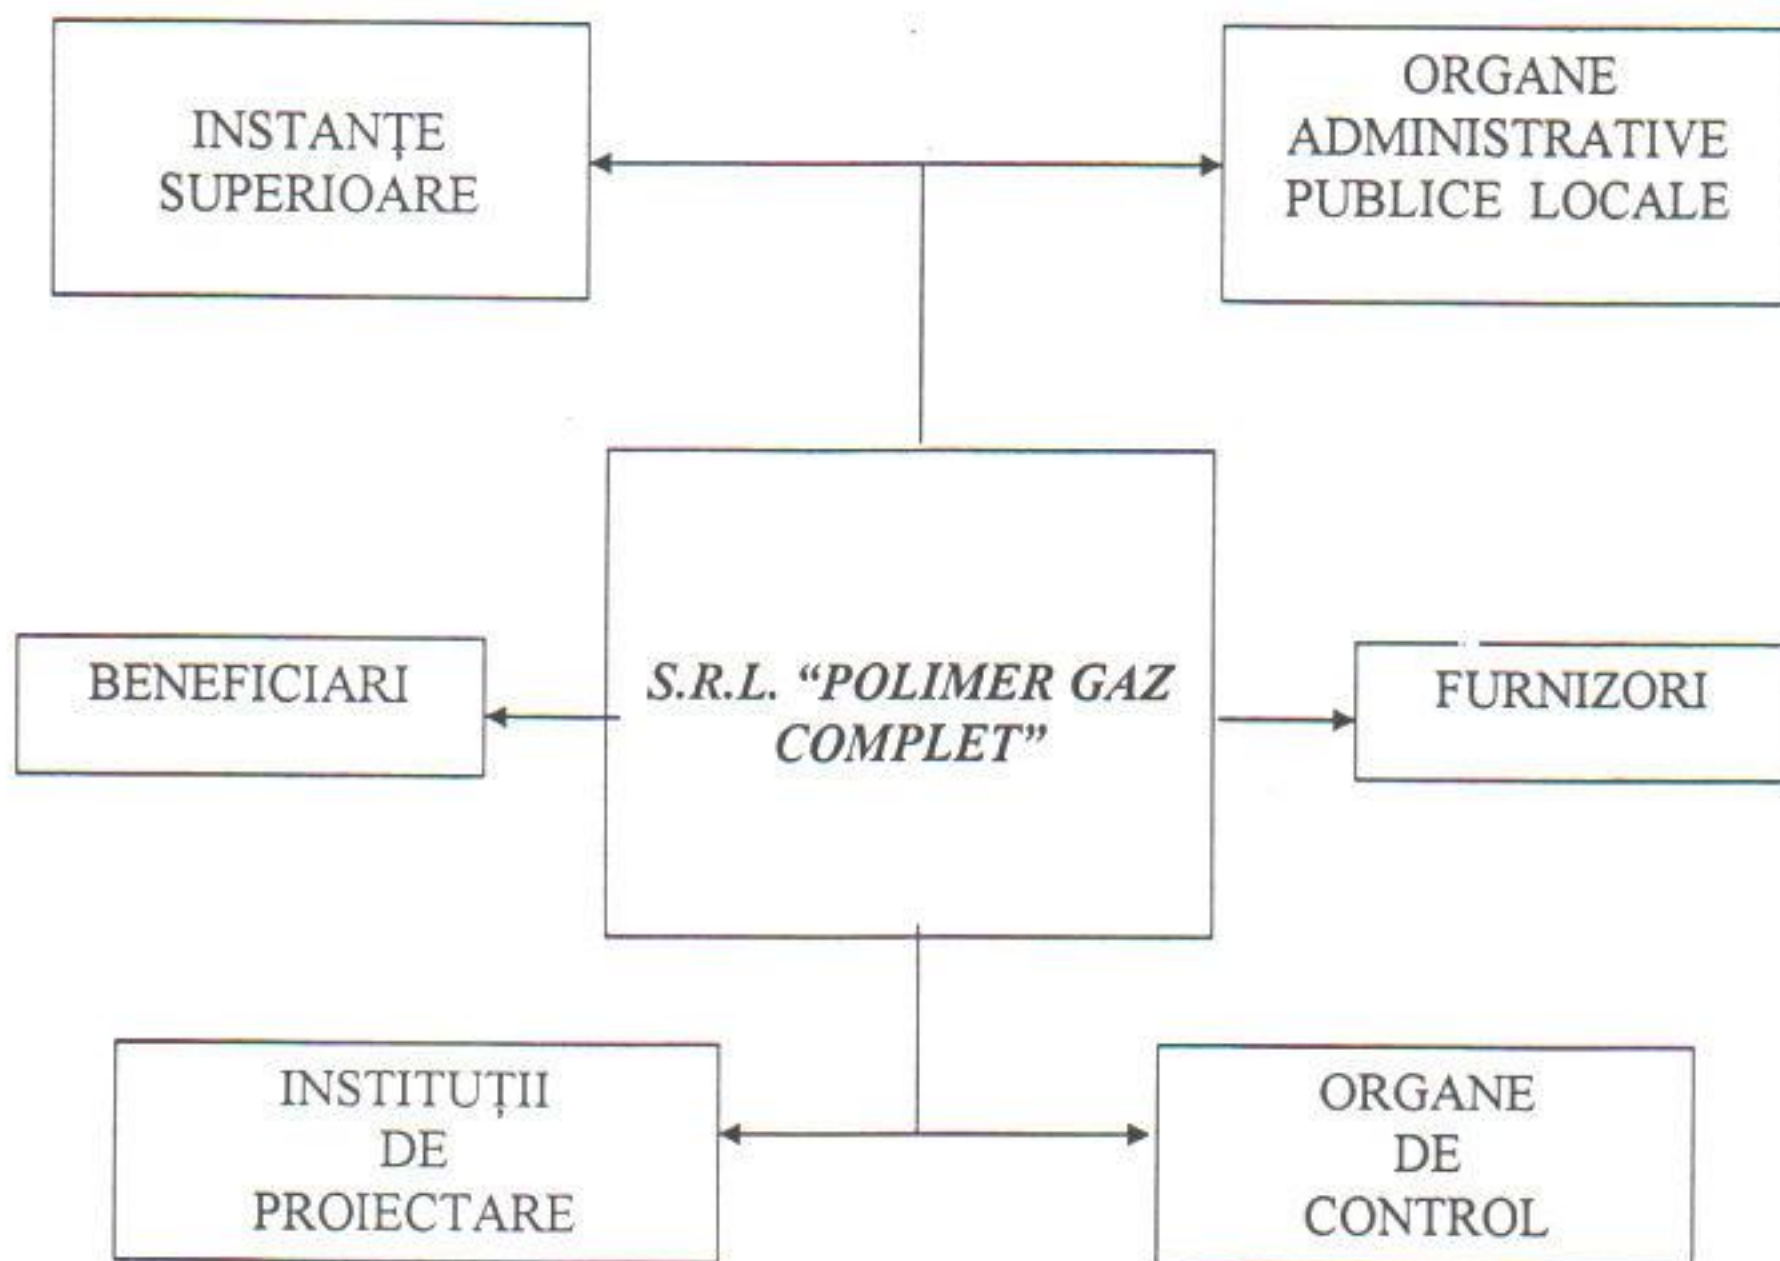 INSTANȚE
SUPERIOARE
ORGANE
ADMINISTRATIVE
PUBLICE LOCALE
BENEFICIARI
S.R.L. “POLIMER GAZ
COMPLET”
FURNIZORI
INSTITUȚII
DE
PROIECTARE
ORGANE
DE
CONTROL